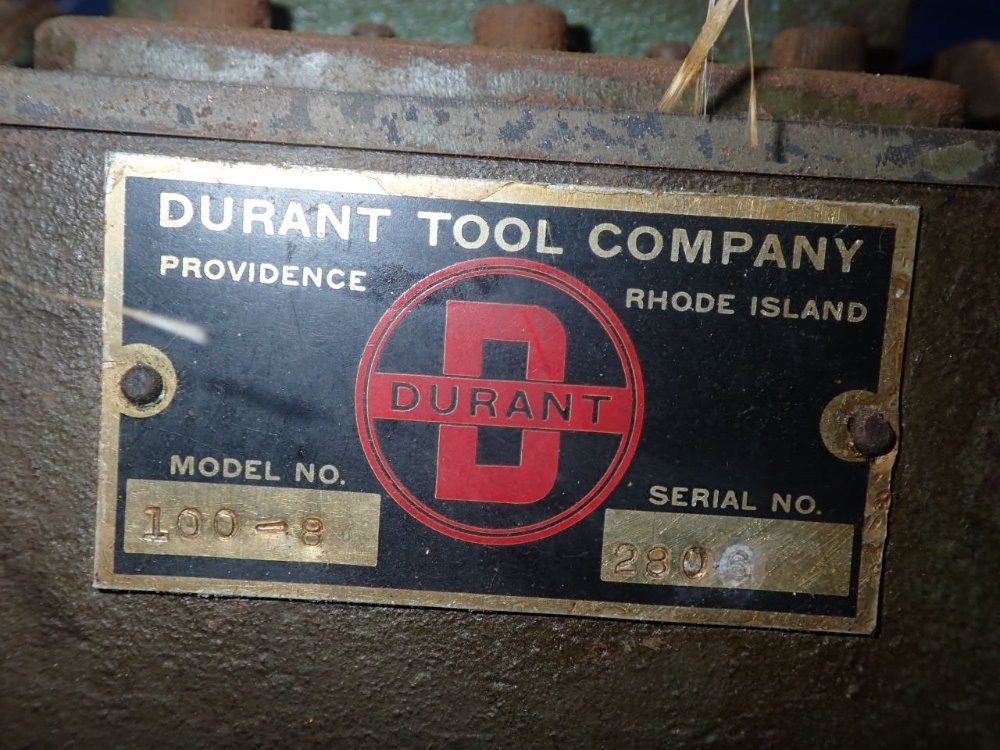 DURANT TOOL COMPANY
PROVIDENCE
RHODE ISLAND
DURANT
MODEL NO.
100-8
SERIAL NO.